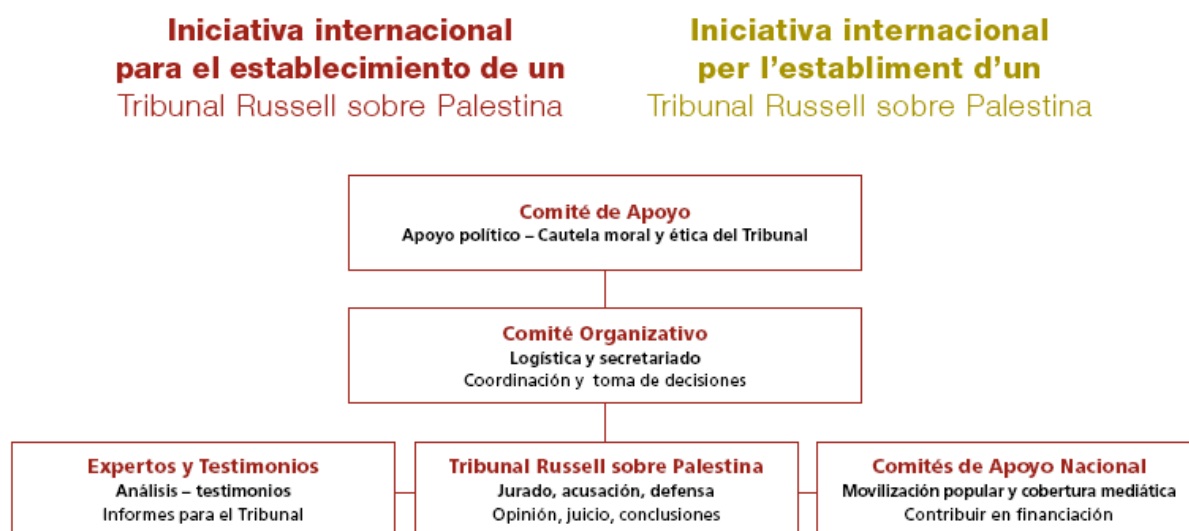 Iniciativa internacional
para el establecimiento de un
Tribunal Russell sobre Palestina
Iniciativa internacional
per l’establiment d’un
Tribunal Russell sobre Palestina
Comité de Apoyo
Apoyo político – Cautela moral y ética del Tribunal
Comité Organizativo
Logística y secretariado
Coordinación y toma de decisiones
Expertos y Testimonios
Análisis – testimonios
Informes para el Tribunal
Tribunal Russell sobre Palestina
Jurado, acusación, defensa
Opinión, juicio, conclusiones
Comités de Apoyo Nacional
Movilización popular y cobertura mediática
Contribuir en financiación